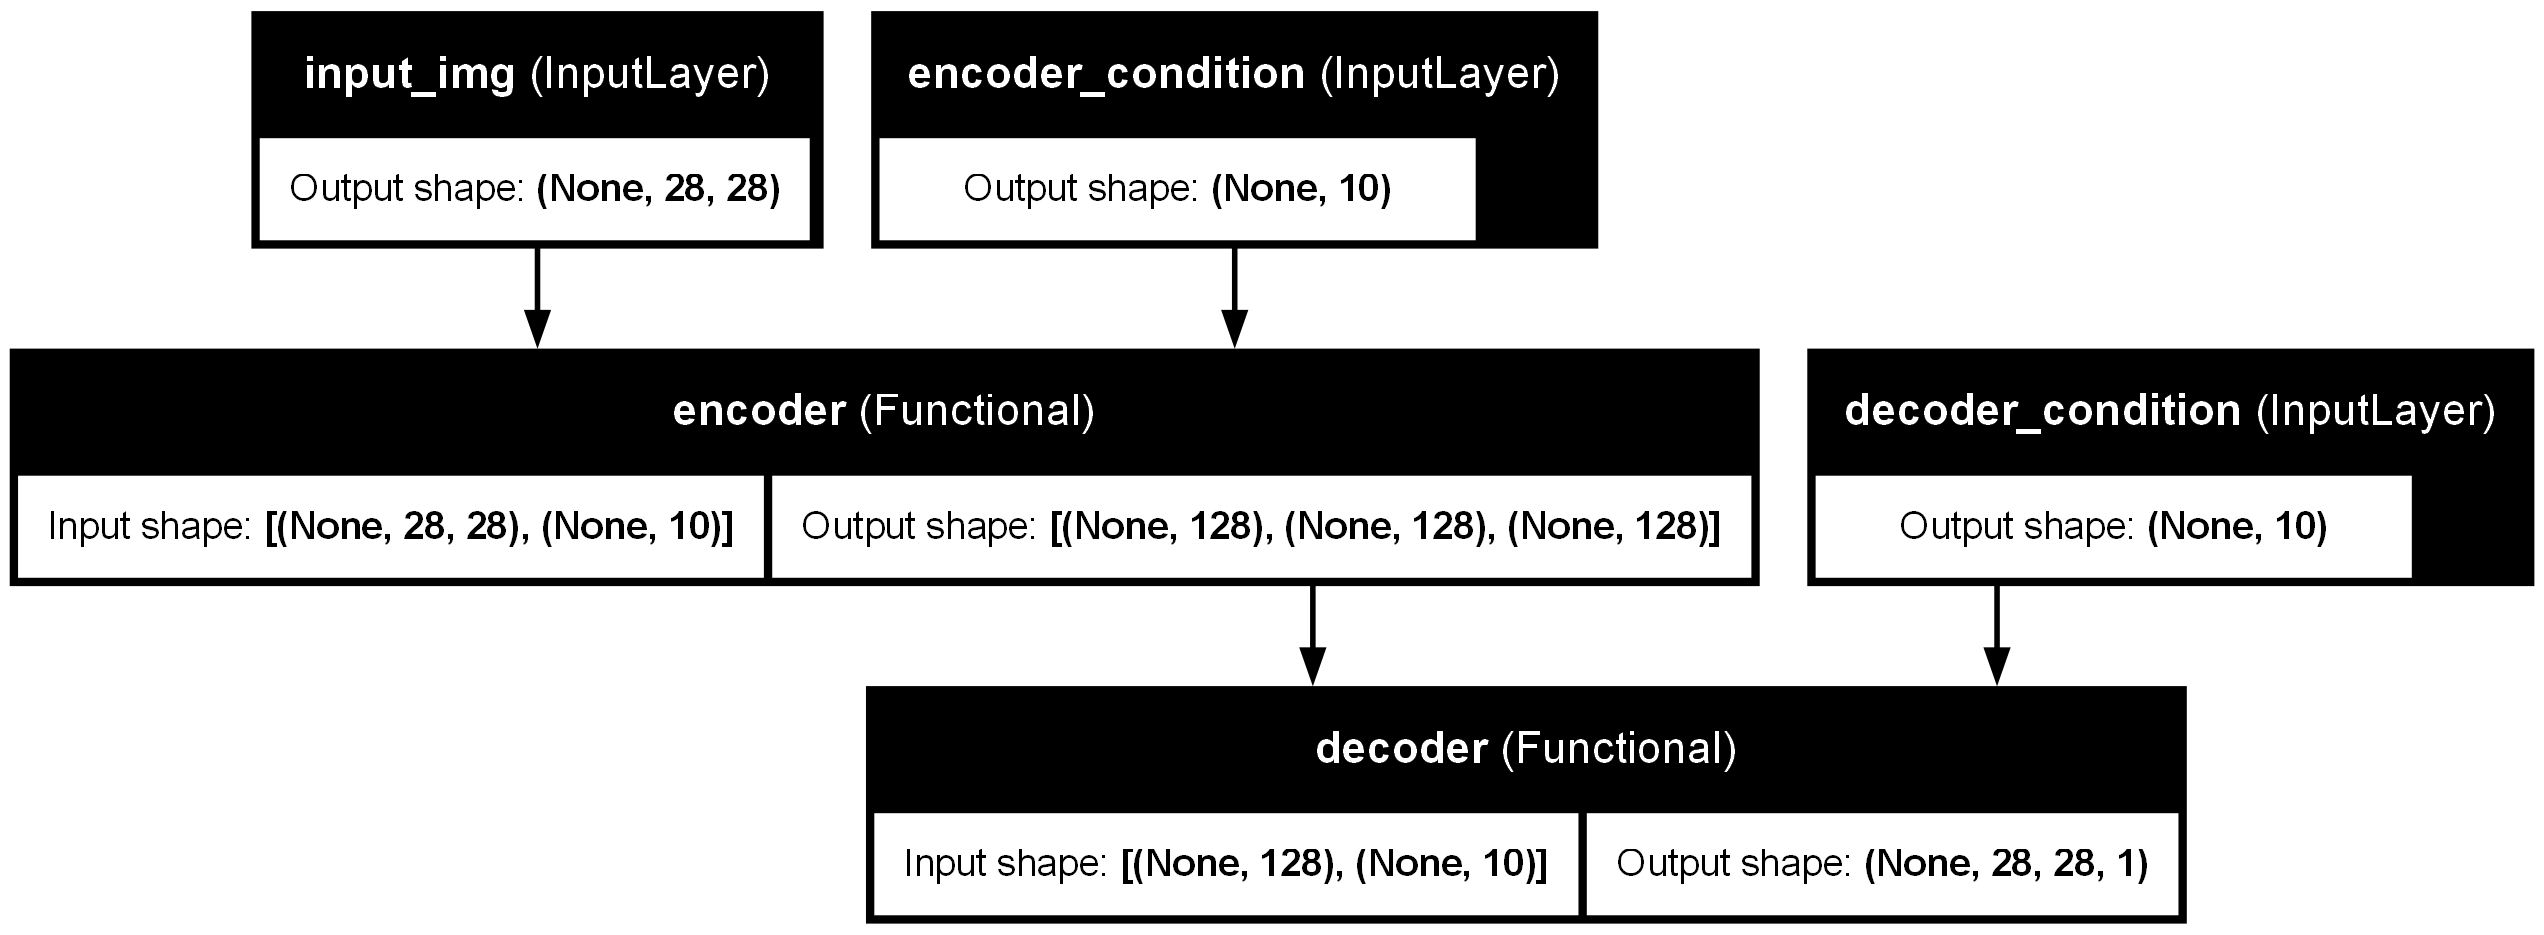 input_img (InputLayer)
Output shape: (None, 28, 28)
encoder_condition (InputLayer)
Output shape: (None, 10)
encoder (Functional)
Input shape: [(None, 28, 28), (None, 10)]
Output shape: [(None, 128), (None, 128), (None, 128)]
decoder_condition (InputLayer)
Output shape: (None, 10)
decoder (Functional)
Input shape: [(None, 128), (None, 10)]
Output shape: (None, 28, 28, 1)